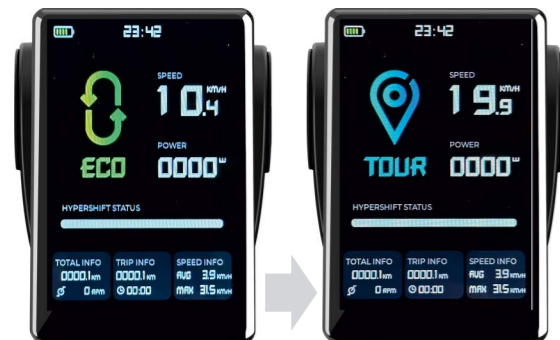 23:42
SPEED
10.4 KM/H
ECO
POWER
0000 W
HYPERSHIFT STATUS
TOTAL INFO
0000.1 KM
0 RPM
TRIP INFO
0000.1 KM
00:00
SPEED INFO
AVG 3.9 KM/H
MAX 31.5 KM/H
23:42
SPEED
19.9 KM/H
TOUR
POWER
0000 W
HYPERSHIFT STATUS
TOTAL INFO
0000.1 KM
0 RPM
TRIP INFO
0000.1 KM
00:00
SPEED INFO
AVG 3.9 KM/H
MAX 31.5 KM/H